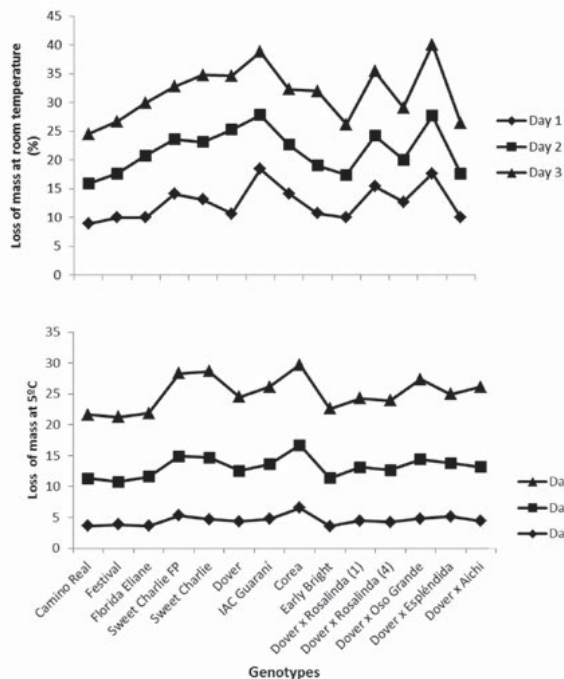 Loss of mass at room temperature
(%)
45
40
35
30
25
20
15
10
5
0
Day 1
Day 2
Day 3
Loss of mass at 5ºC
35
30
25
20
15
10
5
0
Da
Da
Da
Camino Real
Festival
Florida Eliane
Sweet Charlie FP
Sweet Charlie
Dover
IAC Guarani
Corea
Early Bright
Dover x Rosalinda (1)
Dover x Rosalinda (4)
Dover x Oso Grande
Dover x Espléndida
Dover x Aichi
Genotypes